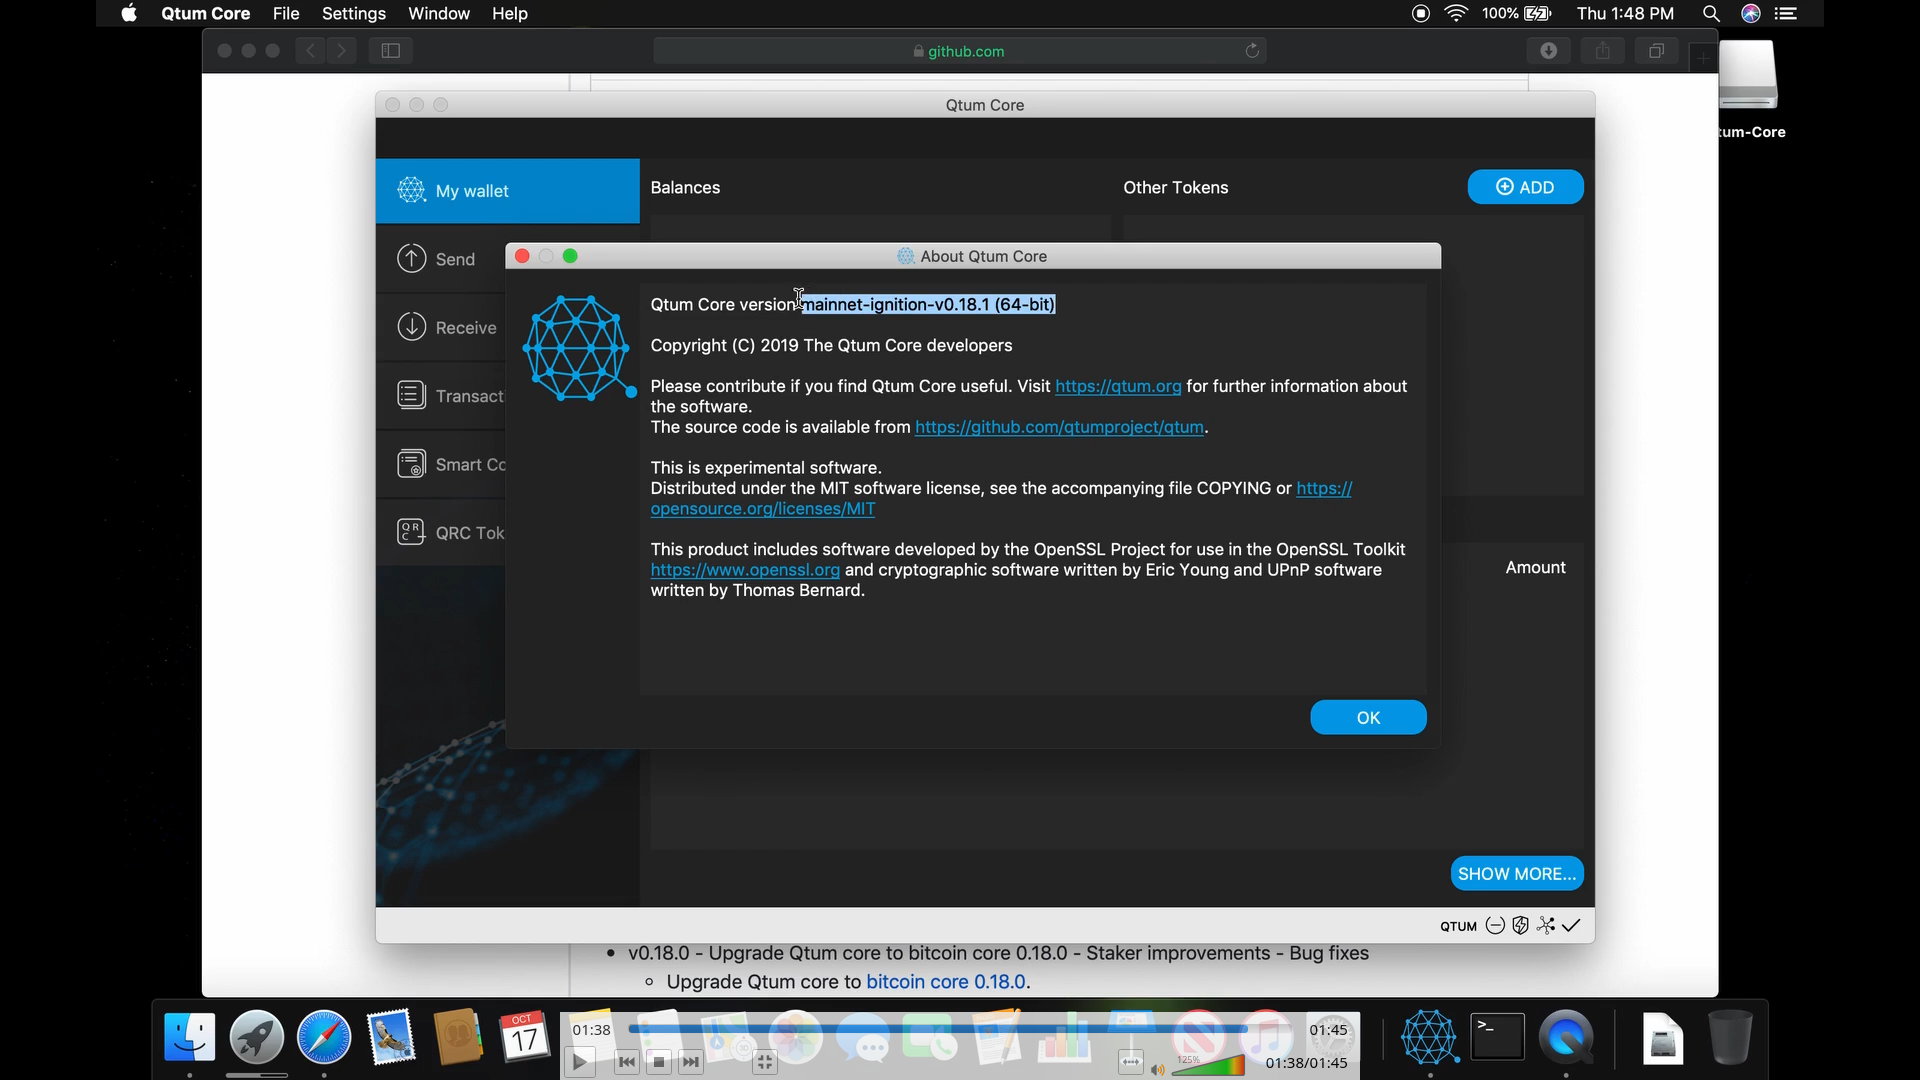 Qtum Core File Settings Window Help 100% Thu 1:48 PM
github.com
Qtum Core
tum-Core
My wallet
Balances
Other Tokens
ADD
Send
Receive
Transacti
Smart Co
QRC Tok
About Qtum Core
Qtum Core version mainnet-ignition-v0.18.1 (64-bit)
Copyright (C) 2019 The Qtum Core developers
Please contribute if you find Qtum Core useful. Visit https://qtum.org for further information about
the software.
The source code is available from https://github.com/qtumproject/qtum.
This is experimental software.
Distributed under the MIT software license, see the accompanying file COPYING or https://
opensource.org/licenses/MIT
This product includes software developed by the OpenSSL Project for use in the OpenSSL Toolkit
https://www.openssl.org and cryptographic software written by Eric Young and UPnP software
written by Thomas Bernard.
OK
Amount
SHOW MORE...
QTUM
• v0.18.0 - Upgrade Qtum core to bitcoin core 0.18.0 - Staker improvements - Bug fixes
◦ Upgrade Qtum core to bitcoin core 0.18.0.
OCT
17
01:38
01:45
125%
01:38/01:45